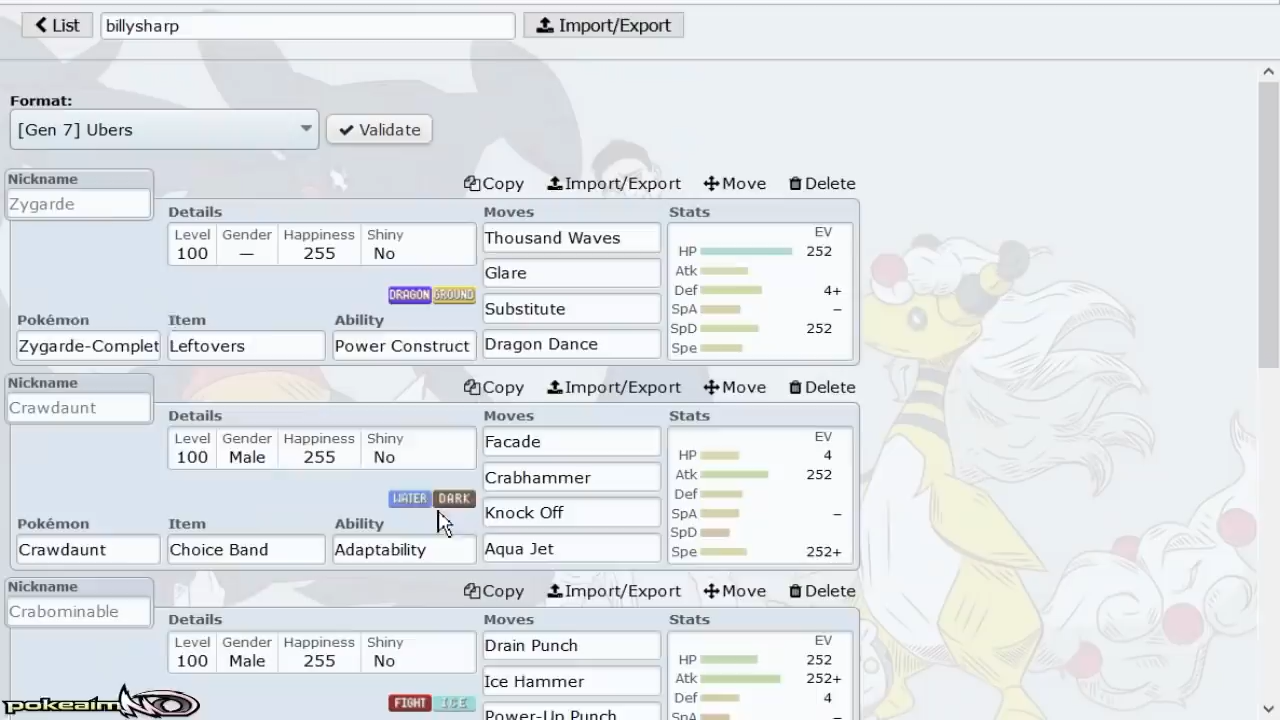 List billysharp Import/Export
Format:
[Gen 7] Ubers Validate
Nickname
Zygarde
Copy Import/Export Move Delete
Details Moves Stats
Level Gender Happiness Shiny
100 — 255 No
DRAGON GROUND
Pokémon Item Ability
Zygarde-Complet Leftovers Power Construct
Thousand Waves
Glare
Substitute
Dragon Dance
EV
HP 252
Atk
Def 4+
SpA –
SpD 252
Spe
Nickname
Crawdaunt
Copy Import/Export Move Delete
Details Moves Stats
Level Gender Happiness Shiny
100 Male 255 No
WATER DARK
Pokémon Item Ability
Crawdaunt Choice Band Adaptability
Facade
Crabhammer
Knock Off
Aqua Jet
EV
HP 4
Atk 252
Def
SpA –
SpD
Spe 252+
Nickname
Crabominable
Copy Import/Export Move Delete
Details Moves Stats
Level Gender Happiness Shiny
100 Male 255 No
FIGHT ICE
Drain Punch
Ice Hammer
Power-Up Punch
EV
HP 252
Atk 252+
Def 4
SpA –
pokeaimMD